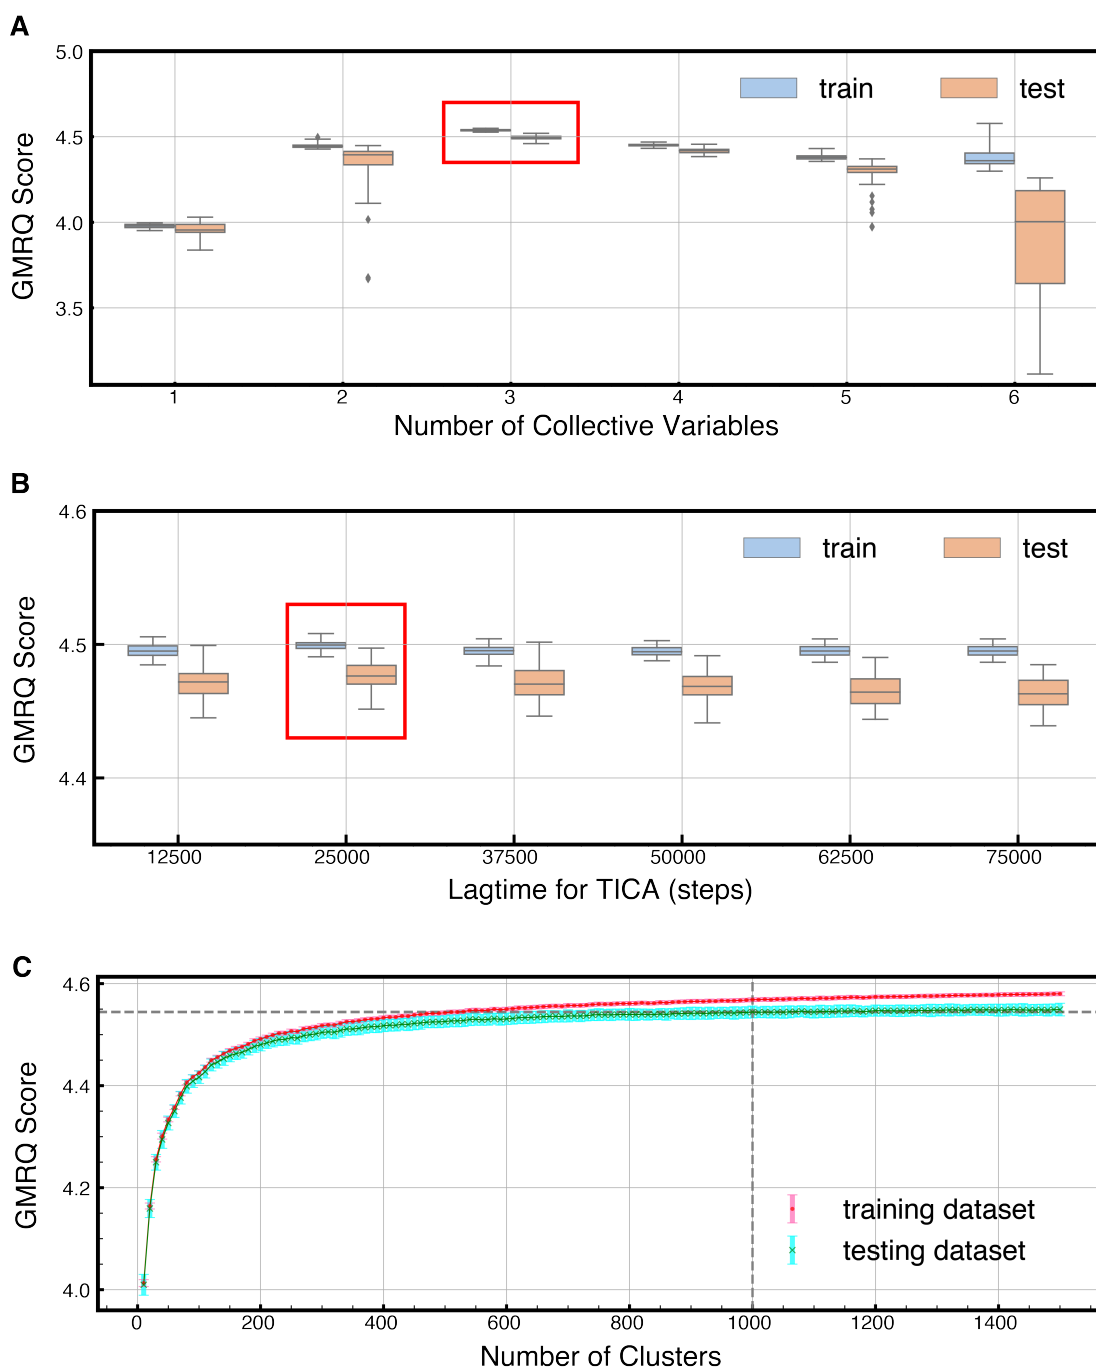 A
5.0
train test
4.5
4.0
3.5
GMRQ Score
1 2 3 4 5 6
Number of Collective Variables
B
4.6
train test
4.5
4.4
GMRQ Score
12500 25000 37500 50000 62500 75000
Lagtime for TICA (steps)
C
4.6
4.4
4.2
4.0
GMRQ Score
training dataset
testing dataset
0 200 400 600 800 1000 1200 1400
Number of Clusters